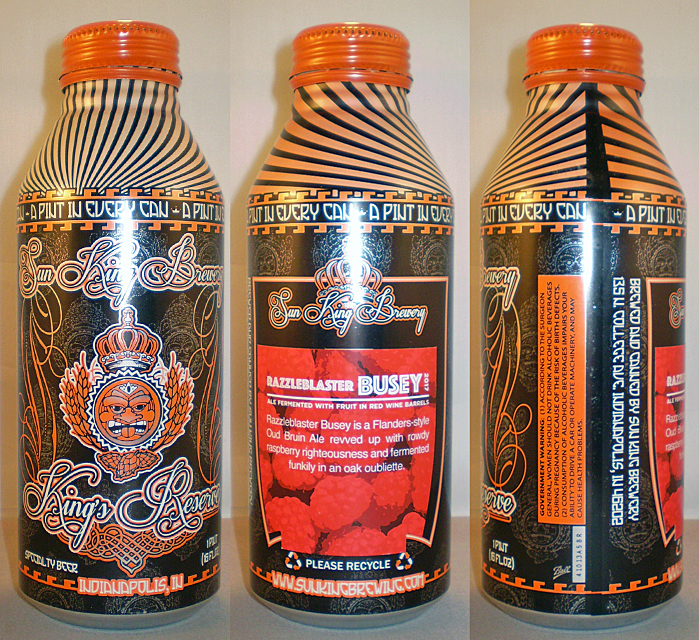 - A PINT IN EVERY CAN - A PINT IN
Sun King Brewery
King's Reserve
SPECIALTY BEER
1 PINT
(16 FL.OZ)
INDIANAPOLIS, IN
PINT IN EVERY CAN - A PINT IN EVERY
Sun King Brewery
RAZZLEBLASTER BUSEY 2017
ALE FERMENTED WITH FRUIT IN RED WINE BARRELS
Razzleblaster Busey is a Flanders-style
Oud Bruin Ale revved up with rowdy
raspberry righteousness and fermented
funkily in an oak oubliette.
PLEASE RECYCLE
WWW.SUNKINGBREWING.COM
A PINT IN EVERY CAN - A PINT IN
Brewery
GOVERNMENT WARNING: (1) ACCORDING TO THE SURGEON
GENERAL, WOMEN SHOULD NOT DRINK ALCOHOLIC BEVERAGES
DURING PREGNANCY BECAUSE OF THE RISK OF BIRTH DEFECTS.
(2) CONSUMPTION OF ALCOHOLIC BEVERAGES IMPAIRS YOUR
ABILITY TO DRIVE A CAR OR OPERATE MACHINERY, AND MAY
CAUSE HEALTH PROBLEMS.
BREWED AND CANNED BY SUN KING BREWERY
135 N. COLLEGE AVE. INDIANAPOLIS, IN 46202
1 PINT
(16 FL.OZ)
Ball